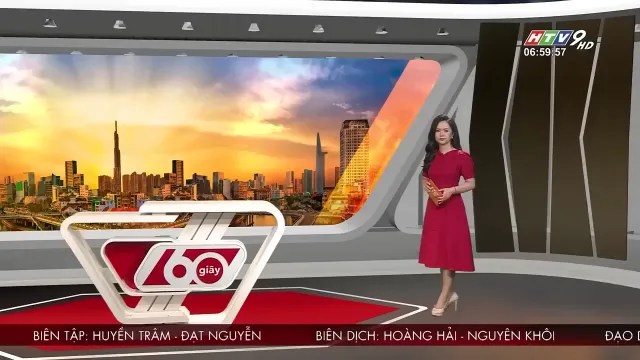 HTV9 HD
06:59:57
60 giây
BIÊN TẬP: HUYỀN TRÂM - ĐẠT NGUYỄN BIÊN DỊCH: HOÀNG HẢI - NGUYÊN KHÔI ĐẠO D